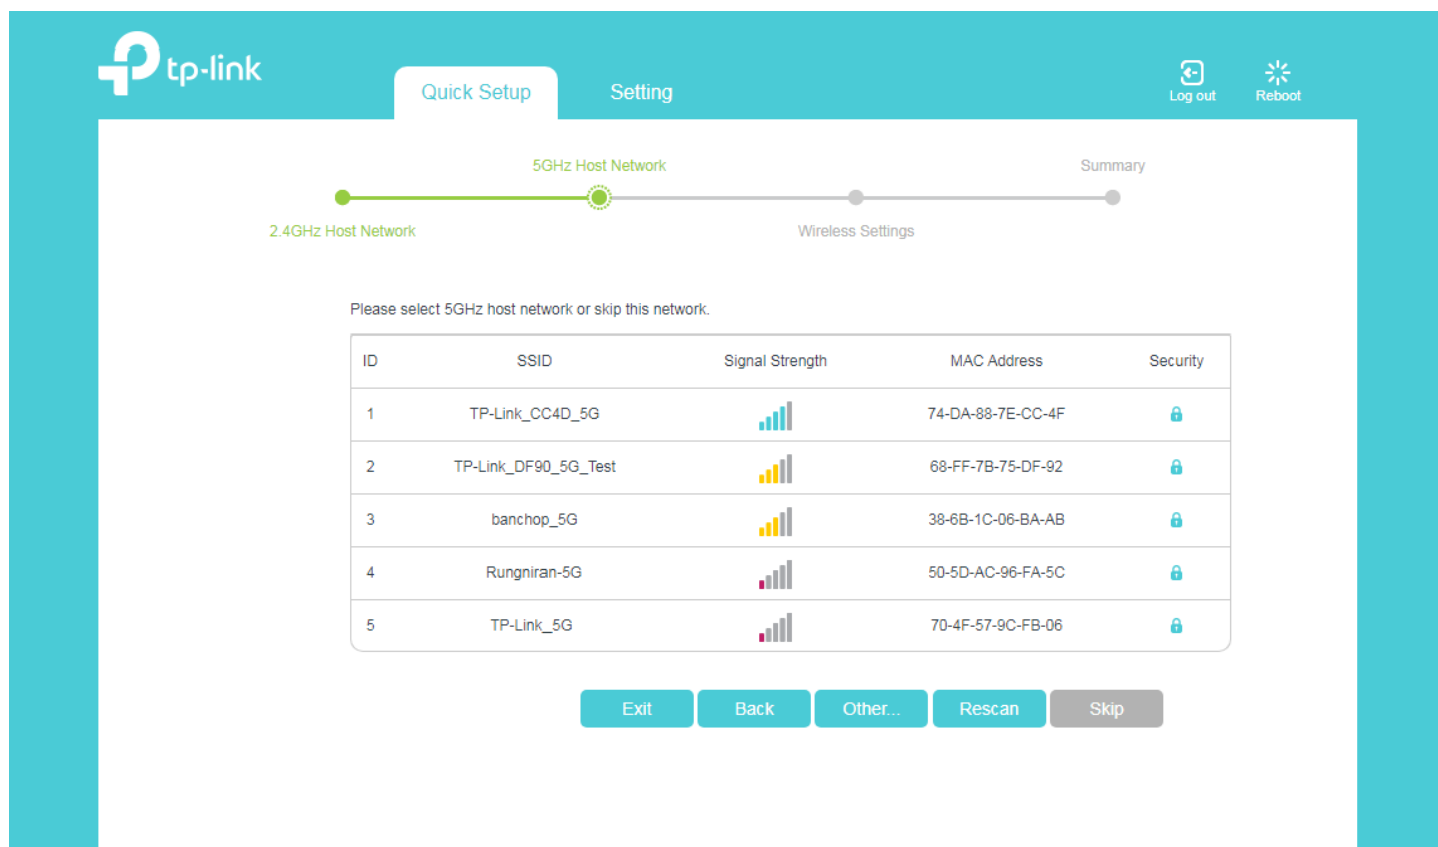 tp-link
Quick Setup Setting
Log out Reboot
5GHz Host Network Summary
2.4GHz Host Network Wireless Settings
Please select 5GHz host network or skip this network.
ID SSID Signal Strength MAC Address Security
1 TP-Link_CC4D_5G 74-DA-88-7E-CC-4F
2 TP-Link_DF90_5G_Test 68-FF-7B-75-DF-92
3 banchop_5G 38-6B-1C-06-BA-AB
4 Rungniran-5G 50-5D-AC-96-FA-5C
5 TP-Link_5G 70-4F-57-9C-FB-06
Exit Back Other... Rescan Skip